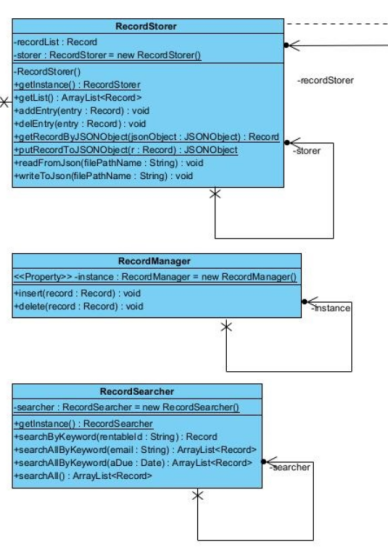 RecordStorer
-recordList : Record
-storer : RecordStorer = new RecordStorer()
-RecordStorer()
+getInstance() : RecordStorer
+getList() : ArrayList<Record>
+addEntry(entry : Record) : void
+delEntry(entry : Record) : void
+getRecordByJSONObject(jsonObject : JSONObject) : Record
+putRecordToJSONObject(r : Record) : JSONObject
+readFromJson(filePathName : String) : void
+writeToJson(filePathName : String) : void
-recordStorer
-storer
RecordManager
<<Property>> -instance : RecordManager = new RecordManager()
+insert(record : Record) : void
+delete(record : Record) : void
-instance
RecordSearcher
-searcher : RecordSearcher = new RecordSearcher()
+getInstance() : RecordSearcher
+searchByKeyword(rentableId : String) : Record
+searchAllByKeyword(email : String) : ArrayList<Record>
+searchAllByKeyword(aDue : Date) : ArrayList<Record>
+searchAll() : ArrayList<Record>
-searcher